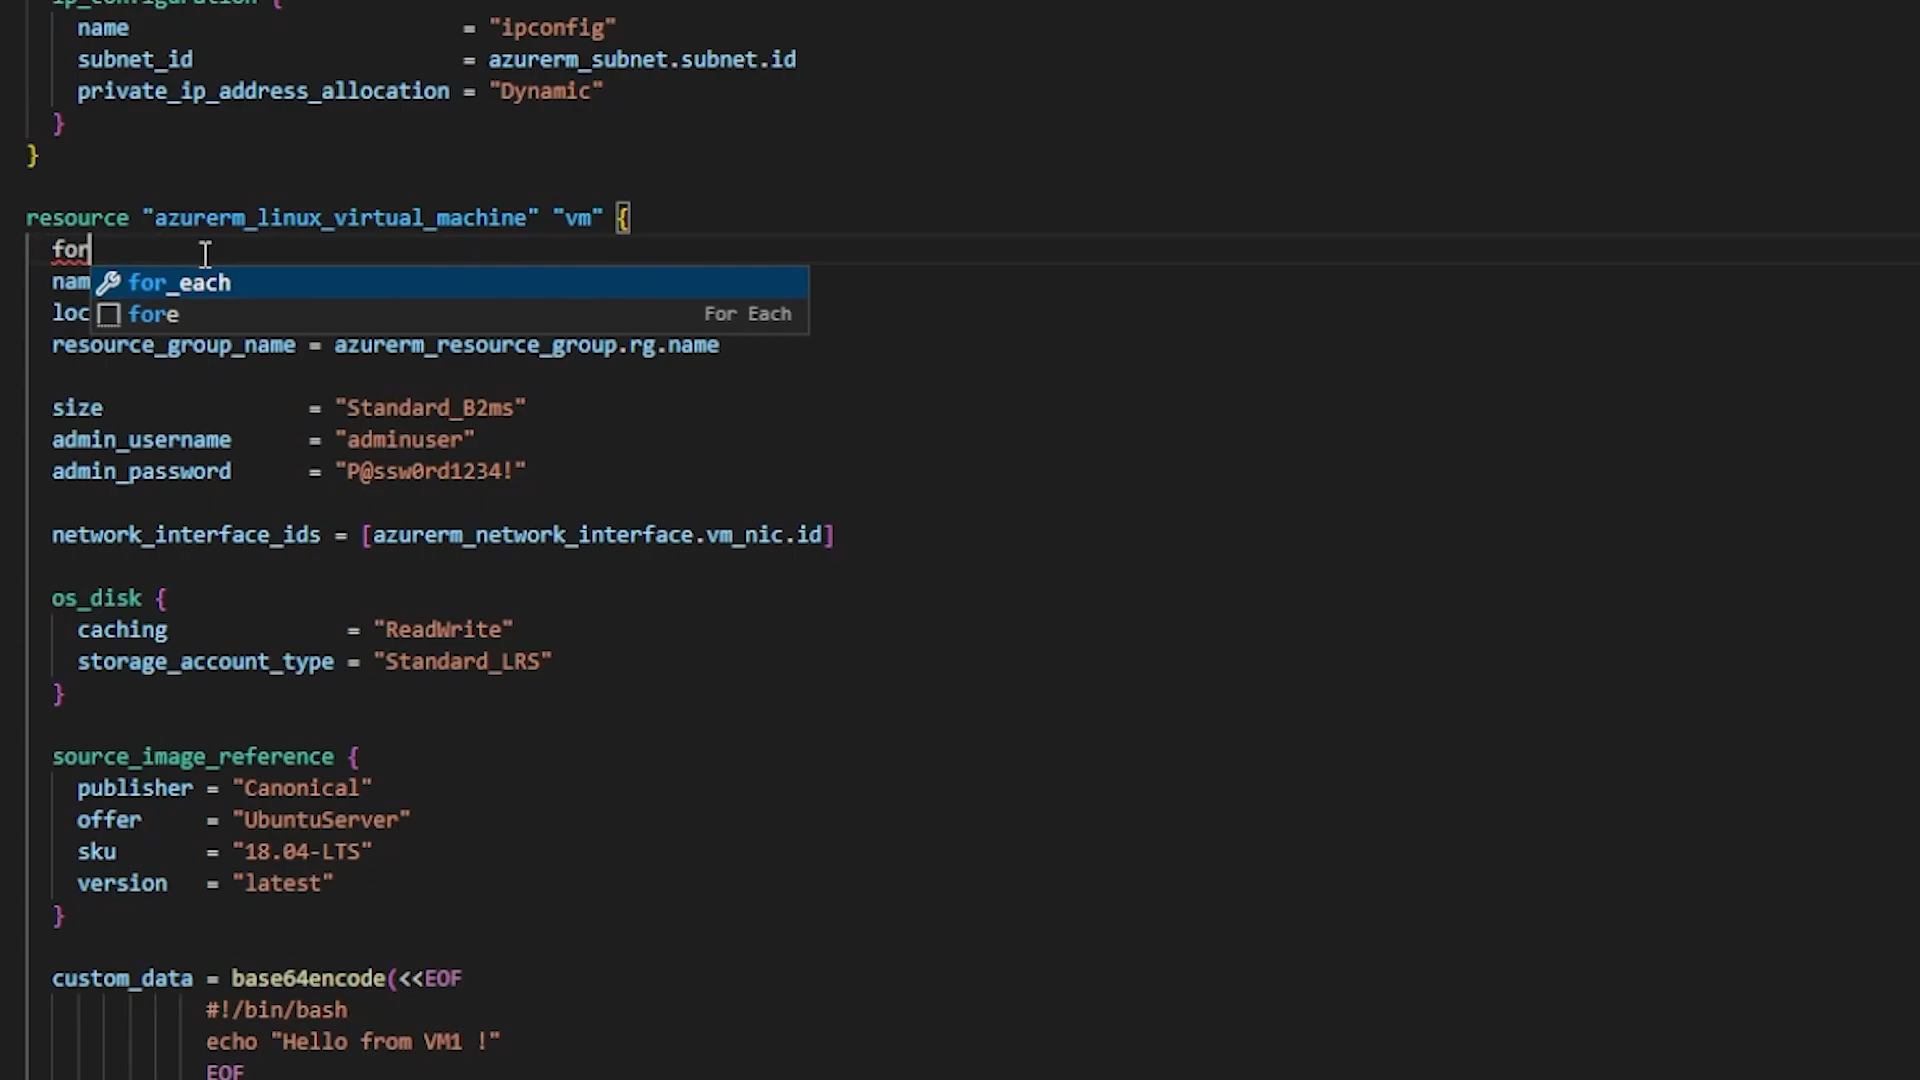 ip_configuration {
name = "ipconfig"
subnet_id = azurerm_subnet.subnet.id
private_ip_address_allocation = "Dynamic"
}
}
resource "azurerm_linux_virtual_machine" "vm" {
for
nam
for_each
loc
fore For Each
resource_group_name = azurerm_resource_group.rg.name
size = "Standard_B2ms"
admin_username = "adminuser"
admin_password = "P@ssw0rd1234!"
network_interface_ids = [azurerm_network_interface.vm_nic.id]
os_disk {
caching = "ReadWrite"
storage_account_type = "Standard_LRS"
}
source_image_reference {
publisher = "Canonical"
offer = "UbuntuServer"
sku = "18.04-LTS"
version = "latest"
}
custom_data = base64encode(<<EOF
#!/bin/bash
echo "Hello from VM1 !"
EOF